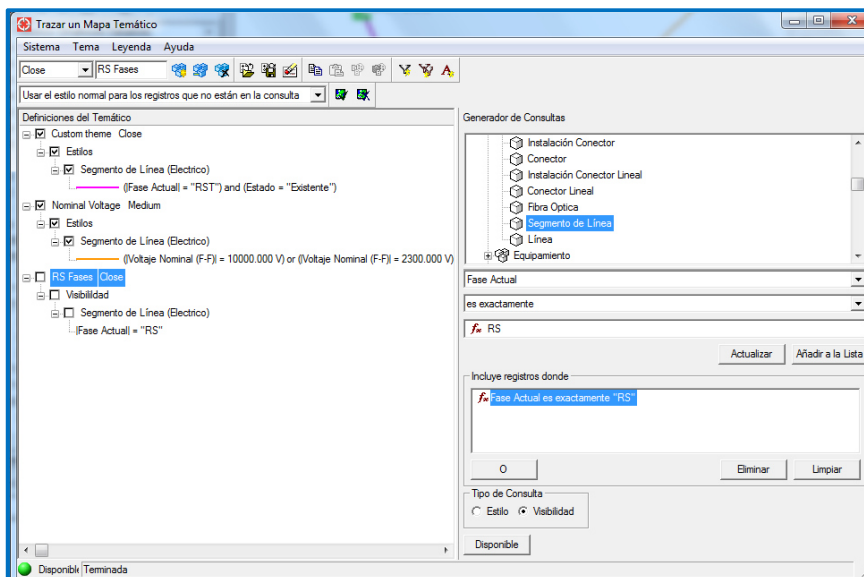 Trazar un Mapa Temático
Sistema Tema Leyenda Ayuda
Close RS Fases
Usar el estilo normal para los registros que no están en la consulta
Definiciones del Temático
Custom theme Close
Estilos
Segmento de Línea (Electrico)
(|Fase Actual| = "RST") and (Estado = "Existente")
Nominal Voltage Medium
Estilos
Segmento de Línea (Electrico)
(|Voltaje Nominal (F-F)| = 10000.000 V) or (|Voltaje Nominal (F-F)| = 2300.000 V)
RS Fases Close
Visibilidad
Segmento de Línea (Electrico)
|Fase Actual| = "RS"
Generador de Consultas
Instalación Conector
Conector
Instalación Conector Lineal
Conector Lineal
Fibra Optica
Segmento de Línea
Línea
Equipamiento
Fase Actual
es exactamente
RS
Actualizar Añadir a la Lista
Incluye registros donde
Fase Actual es exactamente "RS"
O Eliminar Limpiar
Tipo de Consulta
Estilo Visibilidad
Disponible
Disponible Terminada